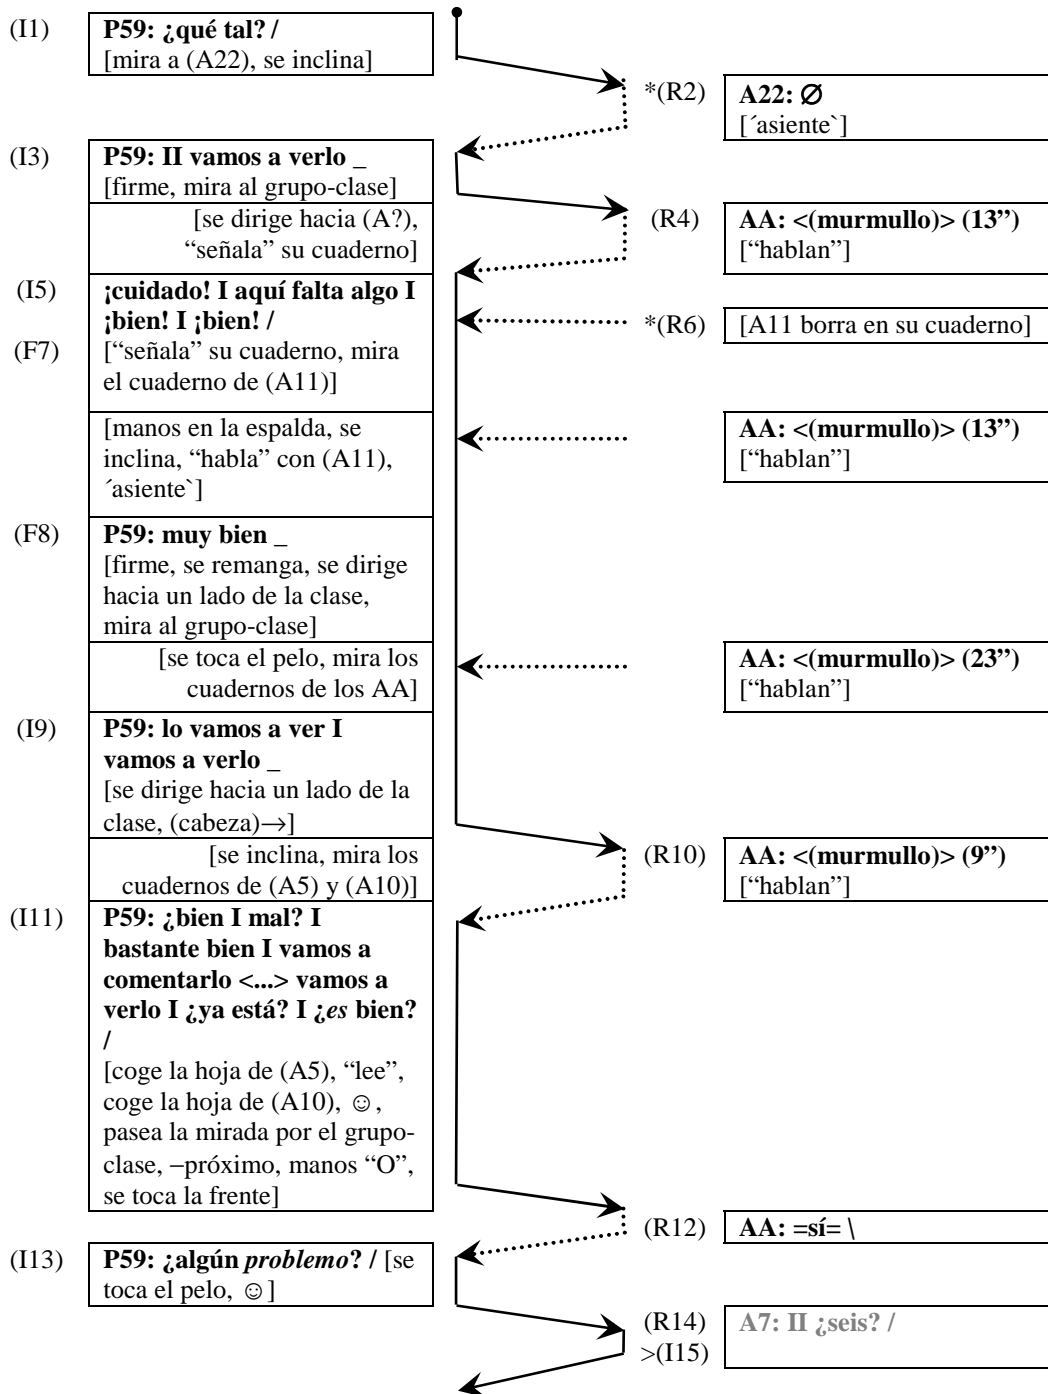 (I1)
P59: ¿qué tal? /
[mira a (A22), se inclina]
*(R2)
A22: Ø
[´asiente`]
(I3)
P59: II vamos a verlo _
[firme, mira al grupo-clase]
[se dirige hacia (A?),
“señala” su cuaderno]
(R4)
AA: <(murmullo)> (13”)
[“hablan”]
(I5)
¡cuidado! I aquí falta algo I
¡bien! I ¡bien! /
*(R6)
[A11 borra en su cuaderno]
(F7)
[“señala” su cuaderno, mira
el cuaderno de (A11)]
[manos en la espalda, se
inclina, “habla” con (A11),
´asiente`]
AA: <(murmullo)> (13”)
[“hablan”]
(F8)
P59: muy bien _
[firme, se remanga, se dirige
hacia un lado de la clase,
mira al grupo-clase]
[se toca el pelo, mira los
cuadernos de los AA]
AA: <(murmullo)> (23”)
[“hablan”]
(I9)
P59: lo vamos a ver I
vamos a verlo _
[se dirige hacia un lado de la
clase, (cabeza)→]
[se inclina, mira los
cuadernos de (A5) y (A10)]
(R10)
AA: <(murmullo)> (9”)
[“hablan”]
(I11)
P59: ¿bien I mal? I
bastante bien I vamos a
comentarlo <...> vamos a
verlo I ¿ya está? I ¿es bien?
/
[coge la hoja de (A5), “lee”,
coge la hoja de (A10), ☺,
pasea la mirada por el grupo-
clase, −próximo, manos “O”,
se toca la frente]
(R12)
AA: =sí= \
(I13)
P59: ¿algún problemo? / [se
toca el pelo, ☺]
(R14)
>(I15)
A7: II ¿seis? /